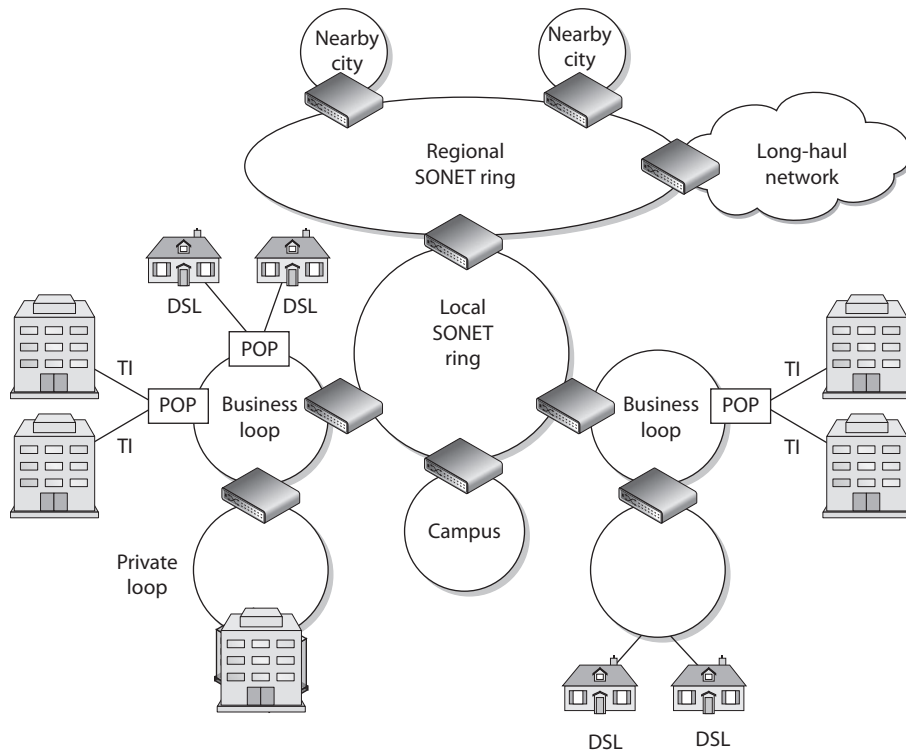 Nearby
city
Nearby
city
Regional
SONET ring
Long-haul
network
DSL
DSL
Local
SONET
ring
POP
TI
TI
POP
Business
loop
Business
loop
POP
TI
TI
Campus
Private
loop
DSL
DSL